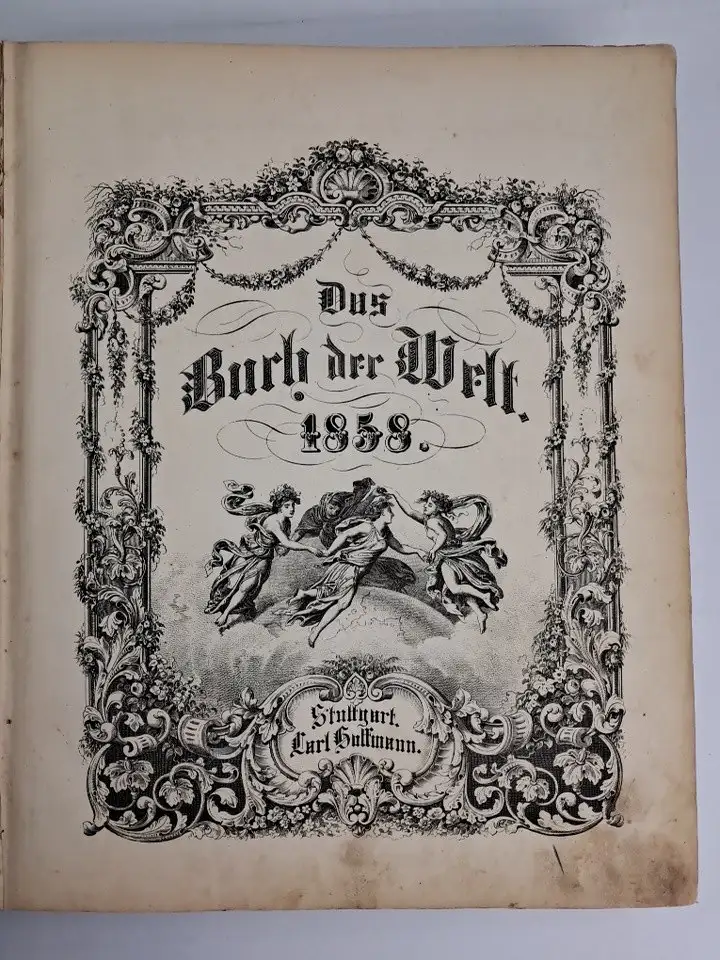 Das
Buch der Welt.
1858.
Stuttgart.
Carl Hoffmann.